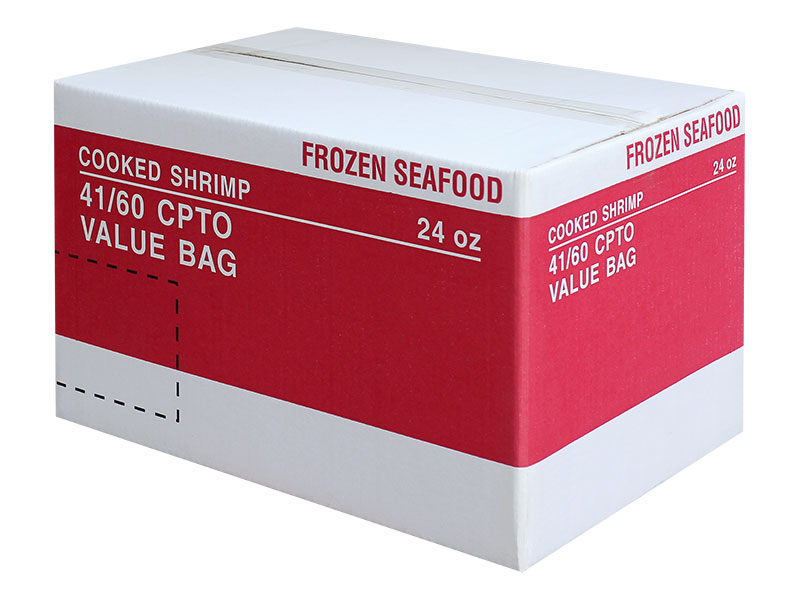 FROZEN SEAFOOD
COOKED SHRIMP
41/60 CPTO
24 oz
VALUE BAG
FROZEN SEAFOOD
24 oz
COOKED SHRIMP
41/60 CPTO
VALUE BAG